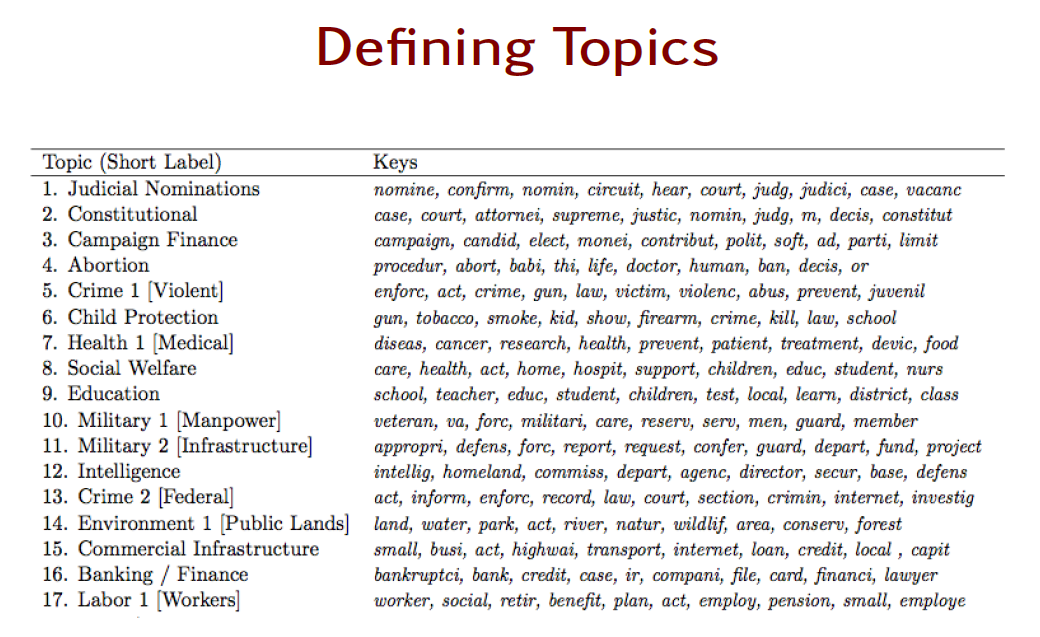 Defining Topics
Topic (Short Label) Keys
1. Judicial Nominations nomine, confirm, nomin, circuit, hear, court, judg, judici, case, vacanc
2. Constitutional case, court, attornei, supreme, justic, nomin, judg, m, decis, constitut
3. Campaign Finance campaign, candid, elect, monei, contribut, polit, soft, ad, parti, limit
4. Abortion procedur, abort, babi, thi, life, doctor, human, ban, decis, or
5. Crime 1 [Violent] enforc, act, crime, gun, law, victim, violenc, abus, prevent, juvenil
6. Child Protection gun, tobacco, smoke, kid, show, firearm, crime, kill, law, school
7. Health 1 [Medical] diseas, cancer, research, health, prevent, patient, treatment, devic, food
8. Social Welfare care, health, act, home, hospit, support, children, educ, student, nurs
9. Education school, teacher, educ, student, children, test, local, learn, district, class
10. Military 1 [Manpower] veteran, va, forc, militari, care, reserv, serv, men, guard, member
11. Military 2 [Infrastructure] appropri, defens, forc, report, request, confer, guard, depart, fund, project
12. Intelligence intellig, homeland, commiss, depart, agenc, director, secur, base, defens
13. Crime 2 [Federal] act, inform, enforc, record, law, court, section, crimin, internet, investig
14. Environment 1 [Public Lands] land, water, park, act, river, natur, wildlif, area, conserv, forest
15. Commercial Infrastructure small, busi, act, highwai, transport, internet, loan, credit, local , capit
16. Banking / Finance bankruptci, bank, credit, case, ir, compani, file, card, financi, lawyer
17. Labor 1 [Workers] worker, social, retir, benefit, plan, act, employ, pension, small, employe